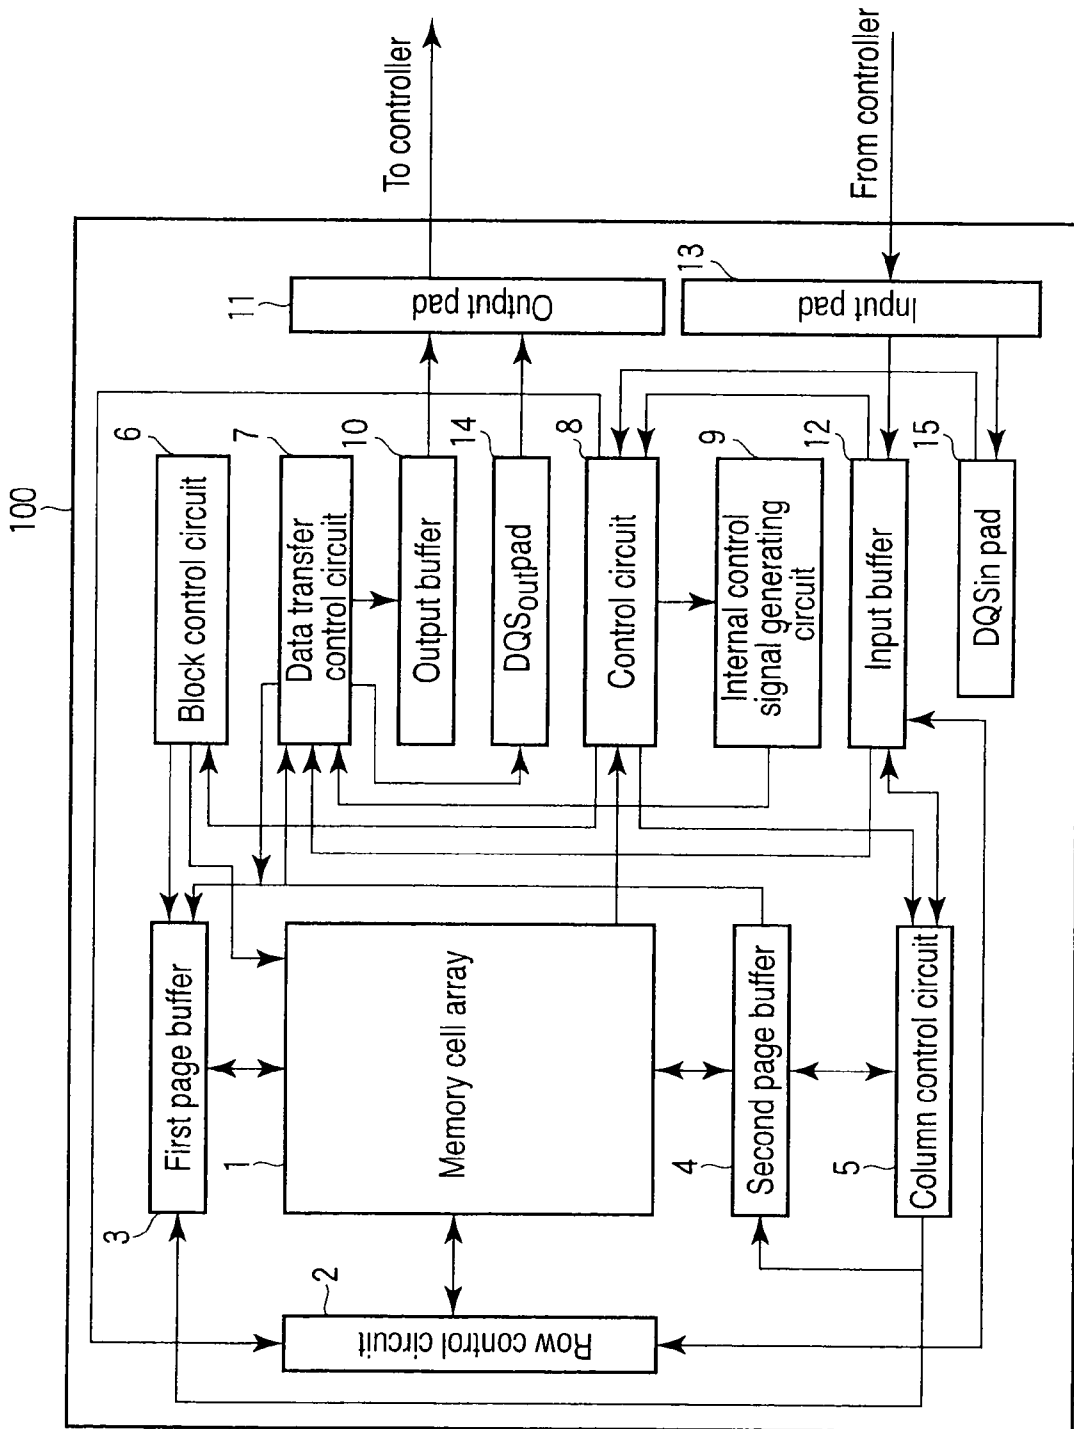 100
To controller
From controller
Row control circuit
2
First page buffer
3
Memory cell array
1
Second page buffer
4
Column control circuit
5
Block control circuit
6
Data transfer
control circuit
7
Output buffer
10
DQSoutpad
14
Control circuit
8
Internal control
signal generating
circuit
9
Input buffer
12
DQSin pad
15
Output pad
11
Input pad
13